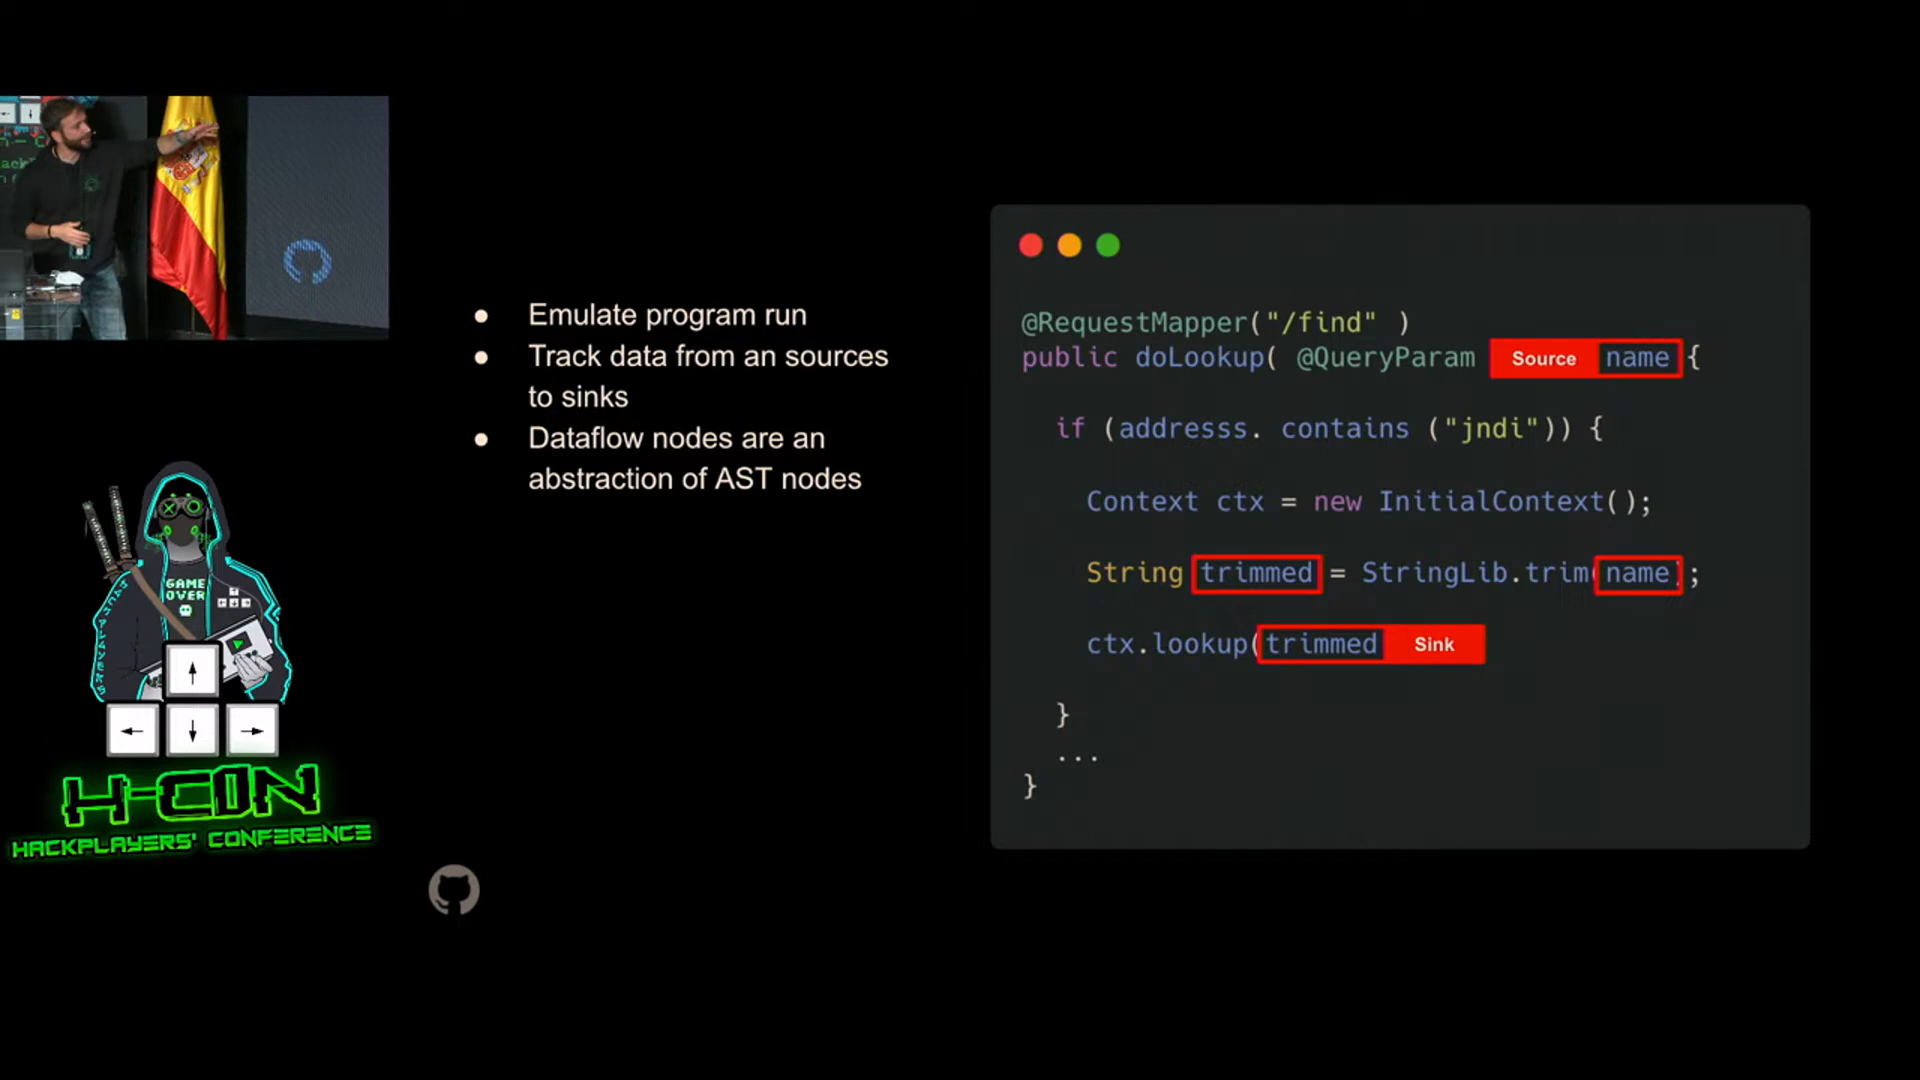 ● Emulate program run
● Track data from an sources
to sinks
● Dataflow nodes are an
abstraction of AST nodes
@RequestMapper("/find" )
public doLookup( @QueryParam Source name {
if (addresss. contains ("jndi")) {
Context ctx = new InitialContext();
String trimmed = StringLib.trim(name);
ctx.lookup(trimmed Sink
}
...
}
GAME
OVER
H-CON
HACKPLAYERS' CONFERENCE